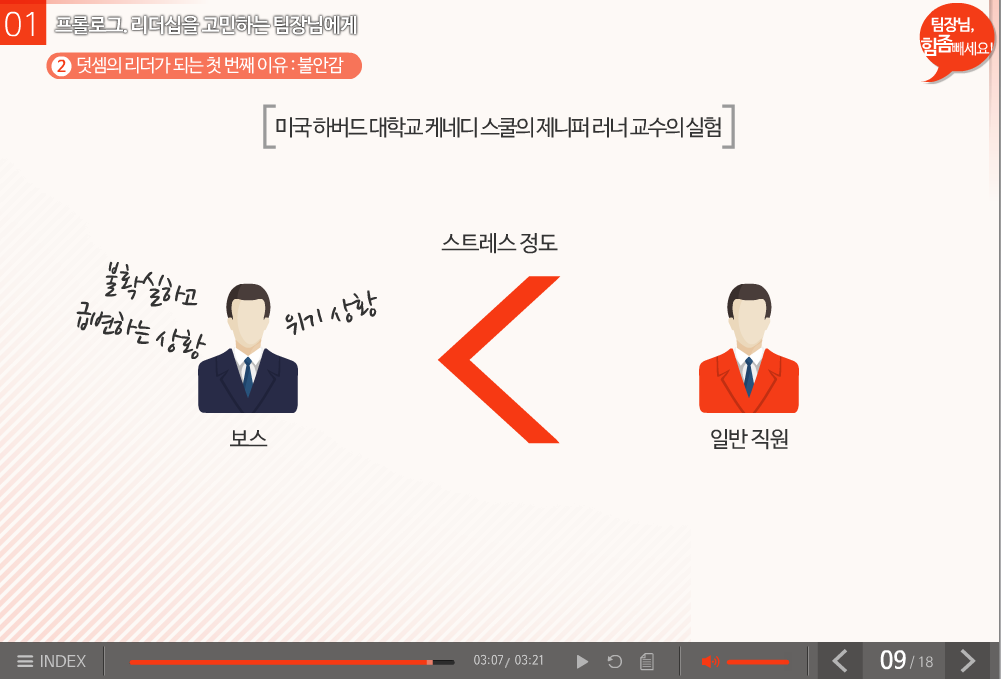 01 프롤로그. 리더십을 고민하는 팀장님에게
팀장님,
힘 좀 빼세요!
2 덧셈의 리더가 되는 첫 번째 이유 : 불안감
미국 하버드 대학교 케네디 스쿨의 제니퍼 러너 교수의 실험
스트레스 정도
불확실하고
급변하는 상황
위기 상황
보스
일반 직원
INDEX
03:07 / 03:21
09 / 18